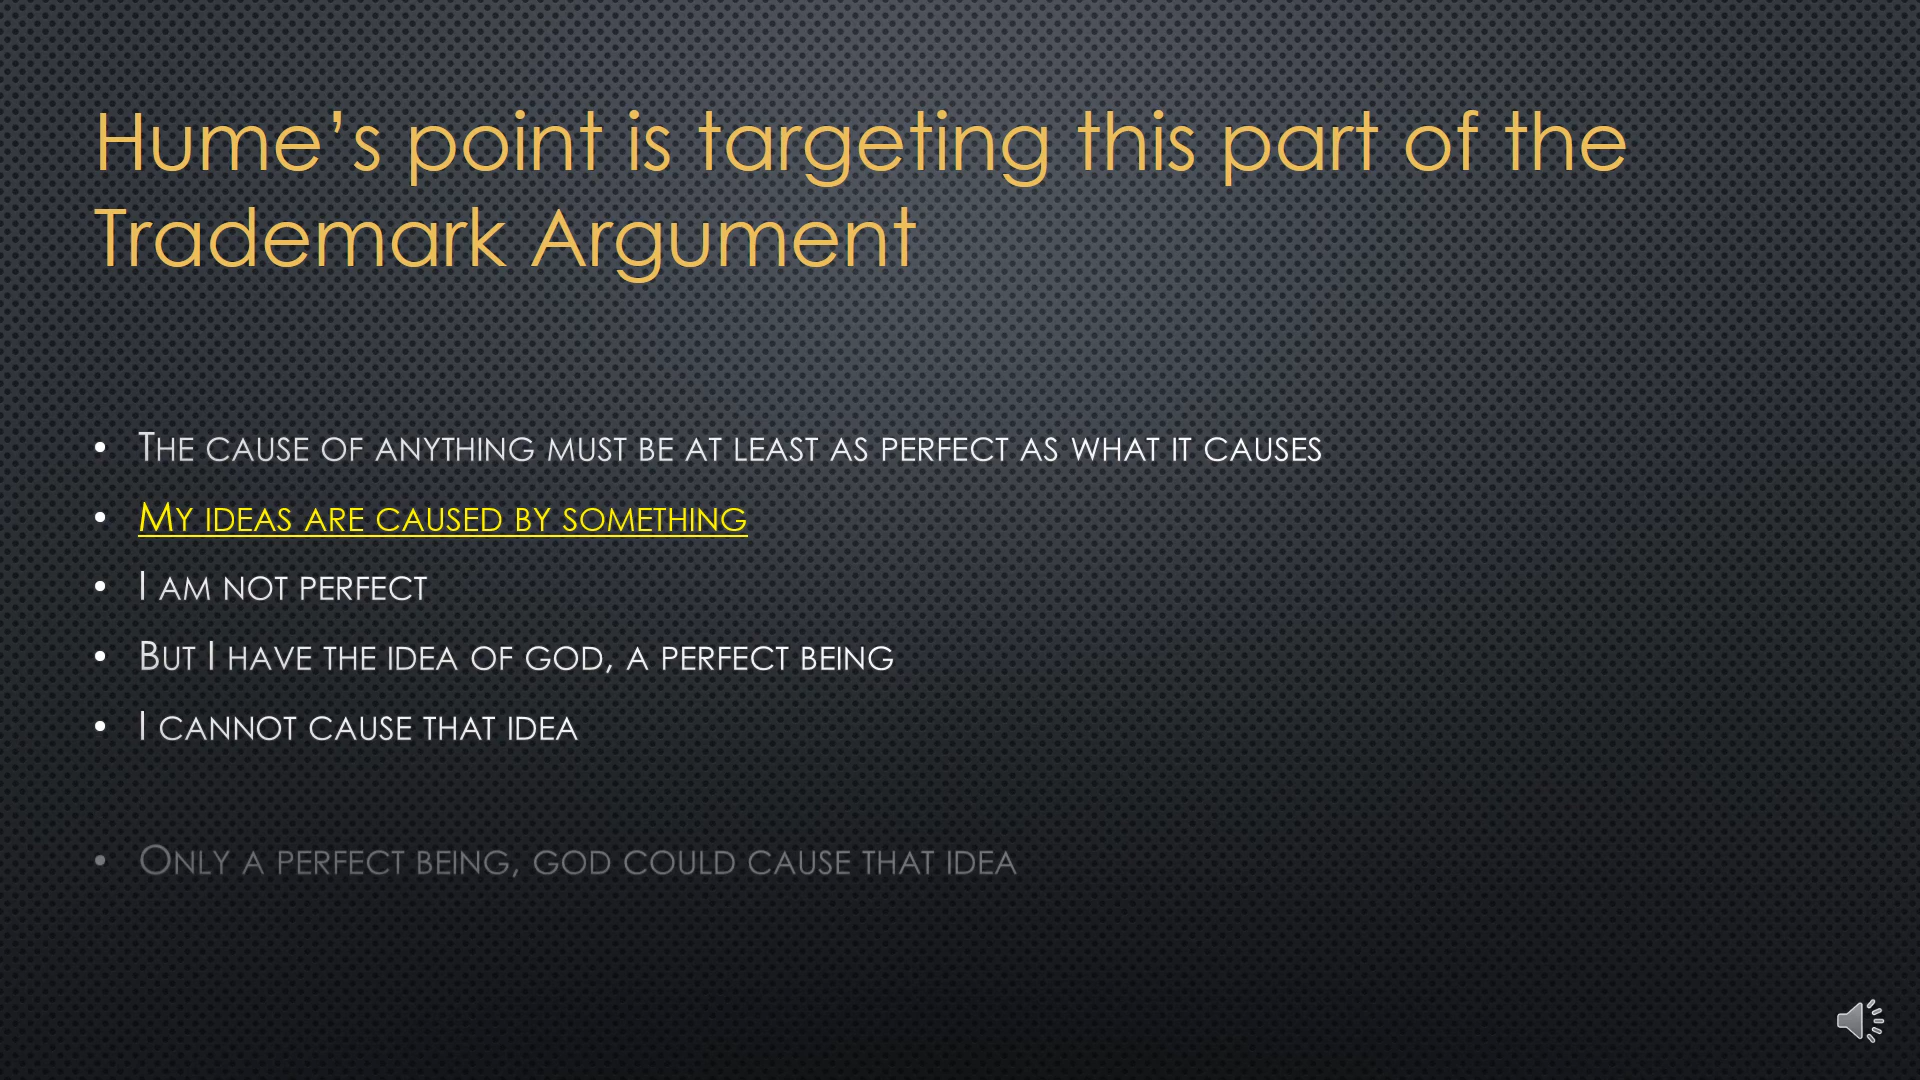 Hume’s point is targeting this part of the
Trademark Argument
• The cause of anything must be at least as perfect as what it causes
• My ideas are caused by something
• I am not perfect
• But I have the idea of god, a perfect being
• I cannot cause that idea
• Only a perfect being, god could cause that idea